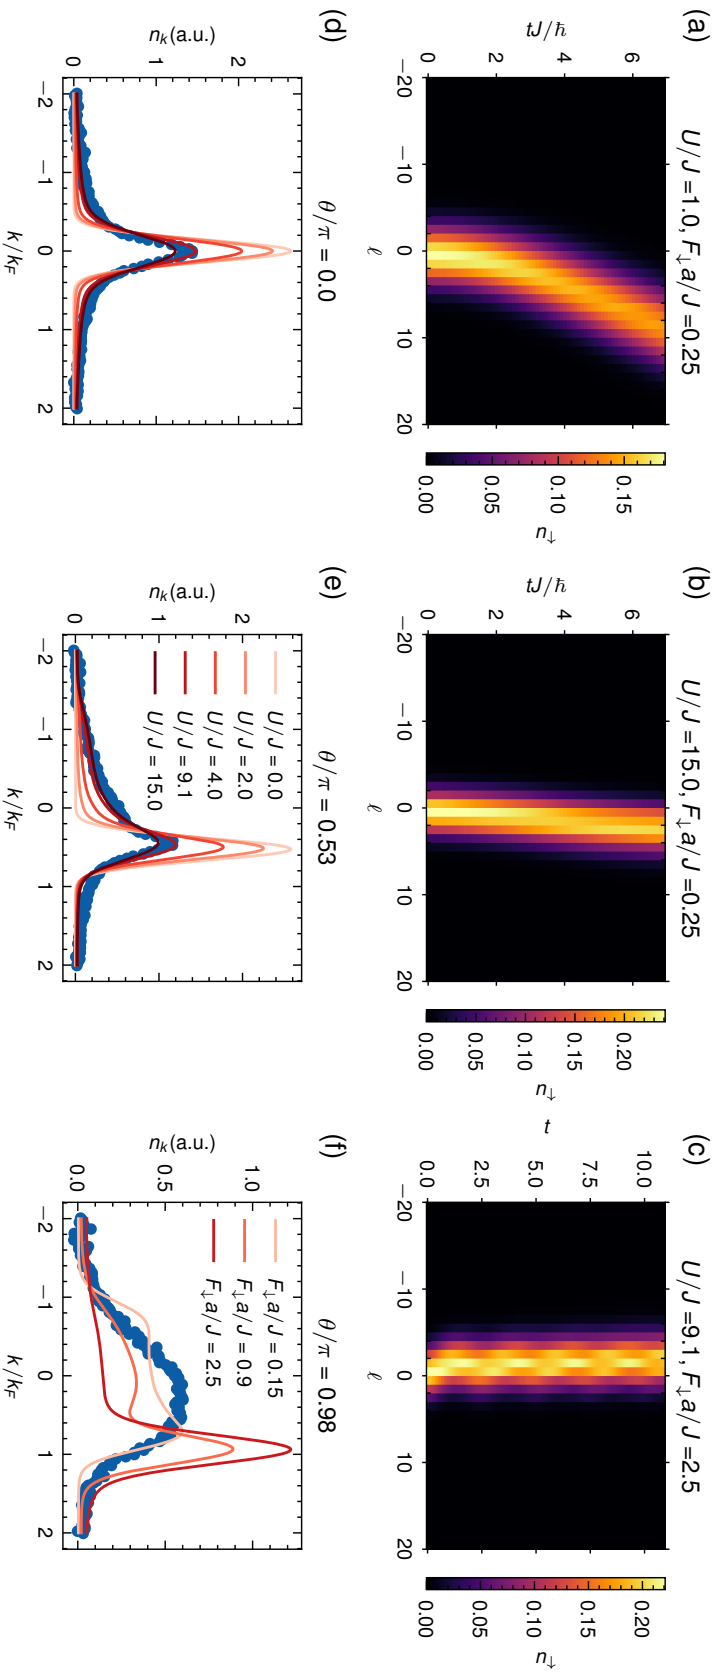 (a)
U/J =1.0, F↓a/J =0.25
tJ/ħ
0 2 4 6
−20 −10 0 10 20
ℓ
0.00 0.05 0.10 0.15
n↓
(b)
U/J =15.0, F↓a/J =0.25
tJ/ħ
0 2 4 6
−20 −10 0 10 20
ℓ
0.00 0.05 0.10 0.15 0.20
n↓
(c)
U/J =9.1, F↓a/J =2.5
t
0.0 2.5 5.0 7.5 10.0
−20 −10 0 10 20
ℓ
0.00 0.05 0.10 0.15 0.20
n↓
(d)
θ/π = 0.0
nk(a.u.)
0 1 2
−2 −1 0 1 2
k/kF
(e)
θ/π = 0.53
nk(a.u.)
0 1 2
U/J = 0.0
U/J = 2.0
U/J = 4.0
U/J = 9.1
U/J = 15.0
−2 −1 0 1 2
k/kF
(f)
θ/π = 0.98
nk(a.u.)
0.0 0.5 1.0
F↓a/J = 0.15
F↓a/J = 0.9
F↓a/J = 2.5
−2 −1 0 1 2
k/kF